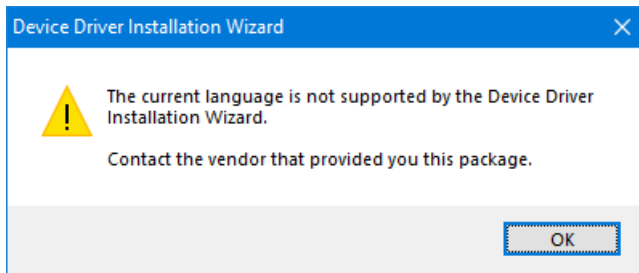 Device Driver Installation Wizard
The current language is not supported by the Device Driver
Installation Wizard.
Contact the vendor that provided you this package.
OK